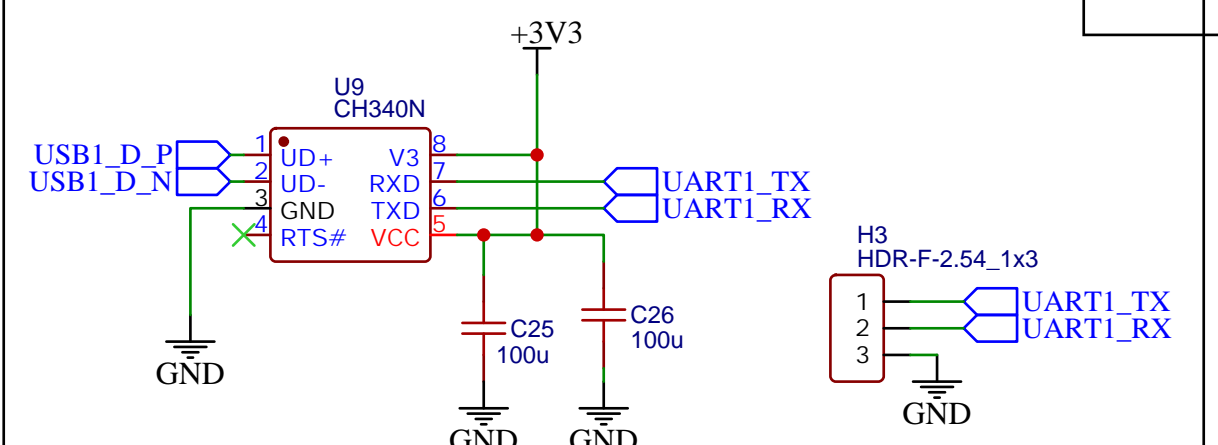 +3V3
U9
CH340N
USB1_D_P 1 UD+ V3 8
USB1_D_N 2 UD- RXD 7 UART1_TX
3 GND TXD 6 UART1_RX
4 RTS# VCC 5
H3
HDR-F-2.54_1x3
C25
100u
C26
100u
1 UART1_TX
2 UART1_RX
3
GND
GND
GND
GND